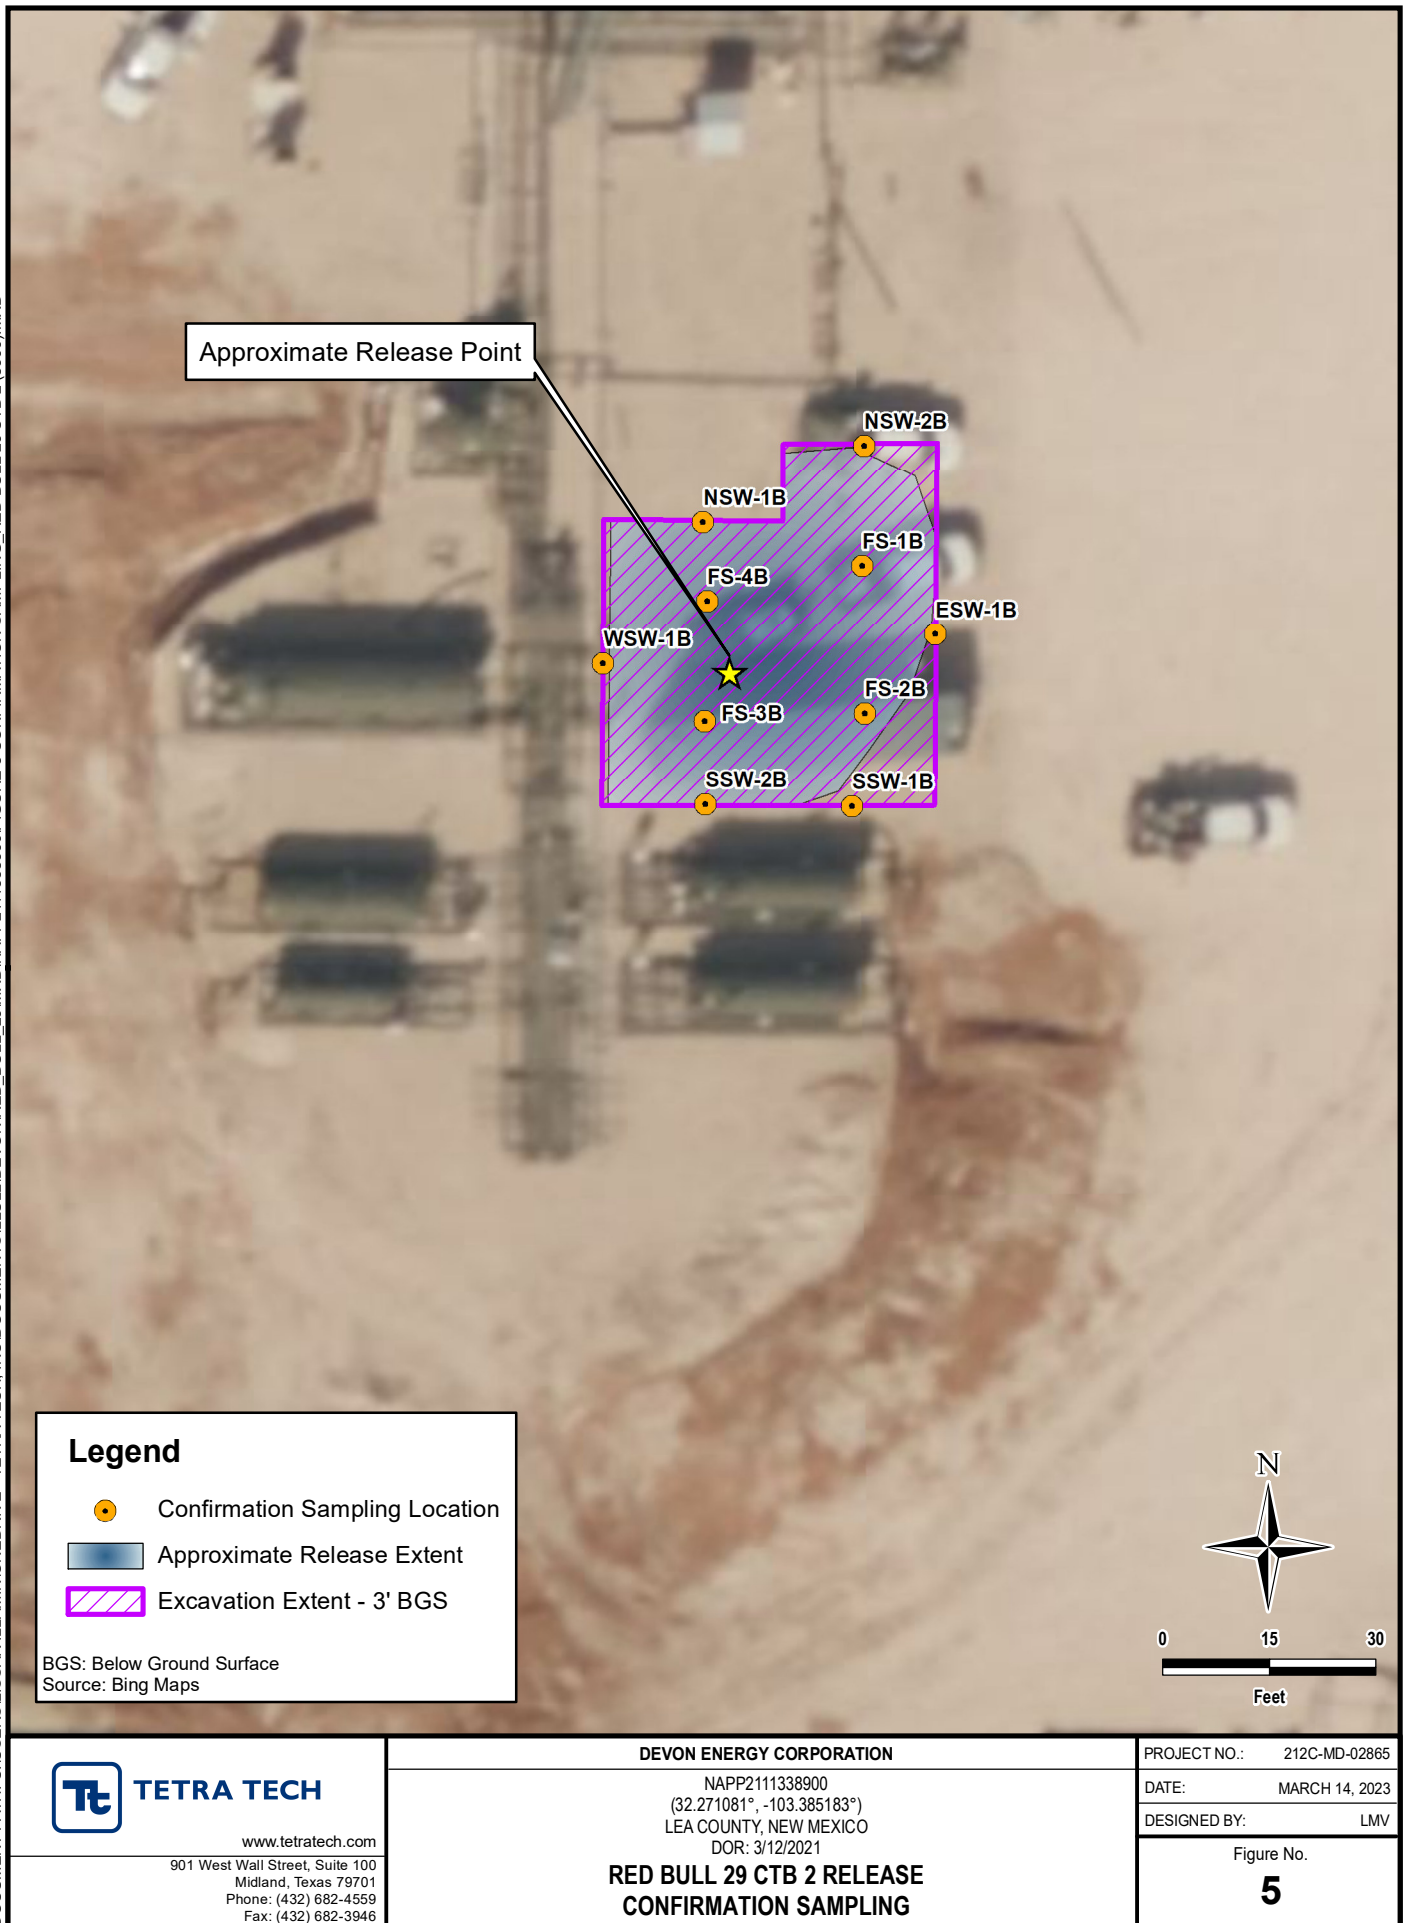 Approximate Release Point
NSW-2B
NSW-1B
FS-1B
FS-4B
ESW-1B
WSW-1B
FS-2B
FS-3B
SSW-2B
SSW-1B
Legend
Confirmation Sampling Location
Approximate Release Extent
Excavation Extent - 3' BGS
BGS: Below Ground Surface
Source: Bing Maps
N
0 15 30
Feet
Tt TETRA TECH
www.tetratech.com
901 West Wall Street, Suite 100
Midland, Texas 79701
Phone: (432) 682-4559
Fax: (432) 682-3946
DEVON ENERGY CORPORATION
NAPP2111338900
(32.271081°, -103.385183°)
LEA COUNTY, NEW MEXICO
DOR: 3/12/2021
RED BULL 29 CTB 2 RELEASE
CONFIRMATION SAMPLING
PROJECT NO.: 212C-MD-02865
DATE: MARCH 14, 2023
DESIGNED BY: LMV
Figure No.
5